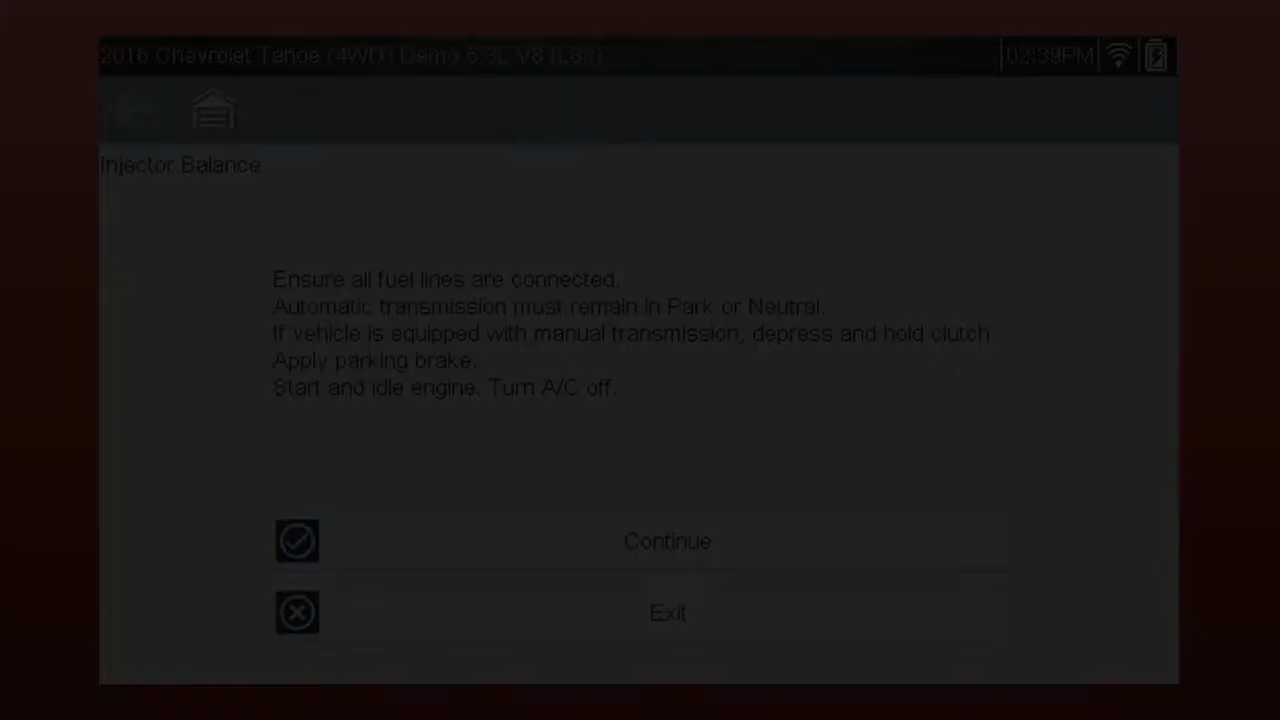 2016 Chevrolet Tahoe (4WD) Demo 5.3L V8 (L83)
02:39PM
Injector Balance
Ensure all fuel lines are connected.
Automatic transmission must remain in Park or Neutral.
If vehicle is equipped with manual transmission, depress and hold clutch.
Apply parking brake.
Start and idle engine. Turn A/C off.
Continue
Exit